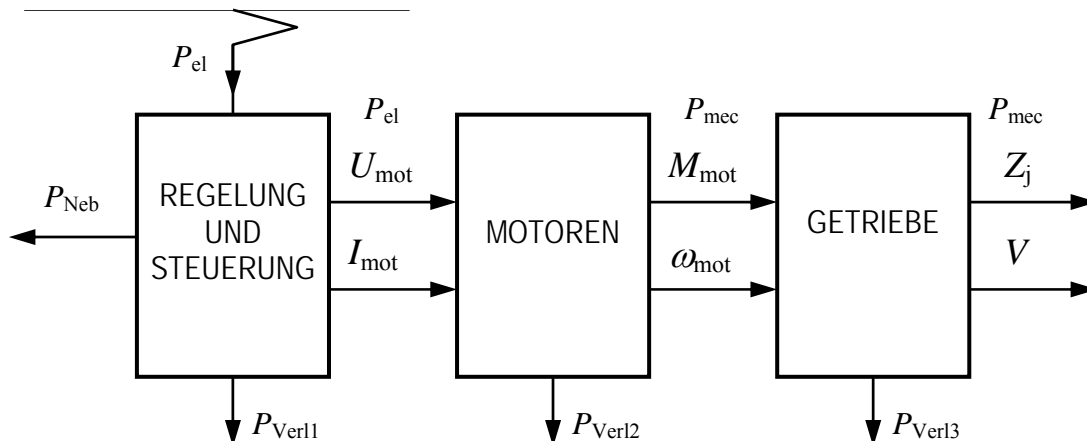 P_el
P_el
P_mec
P_mec
U_mot
M_mot
Z_j
P_Neb
REGELUNG
UND
STEUERUNG
MOTOREN
GETRIEBE
I_mot
ω_mot
V
P_Verl1
P_Verl2
P_Verl3